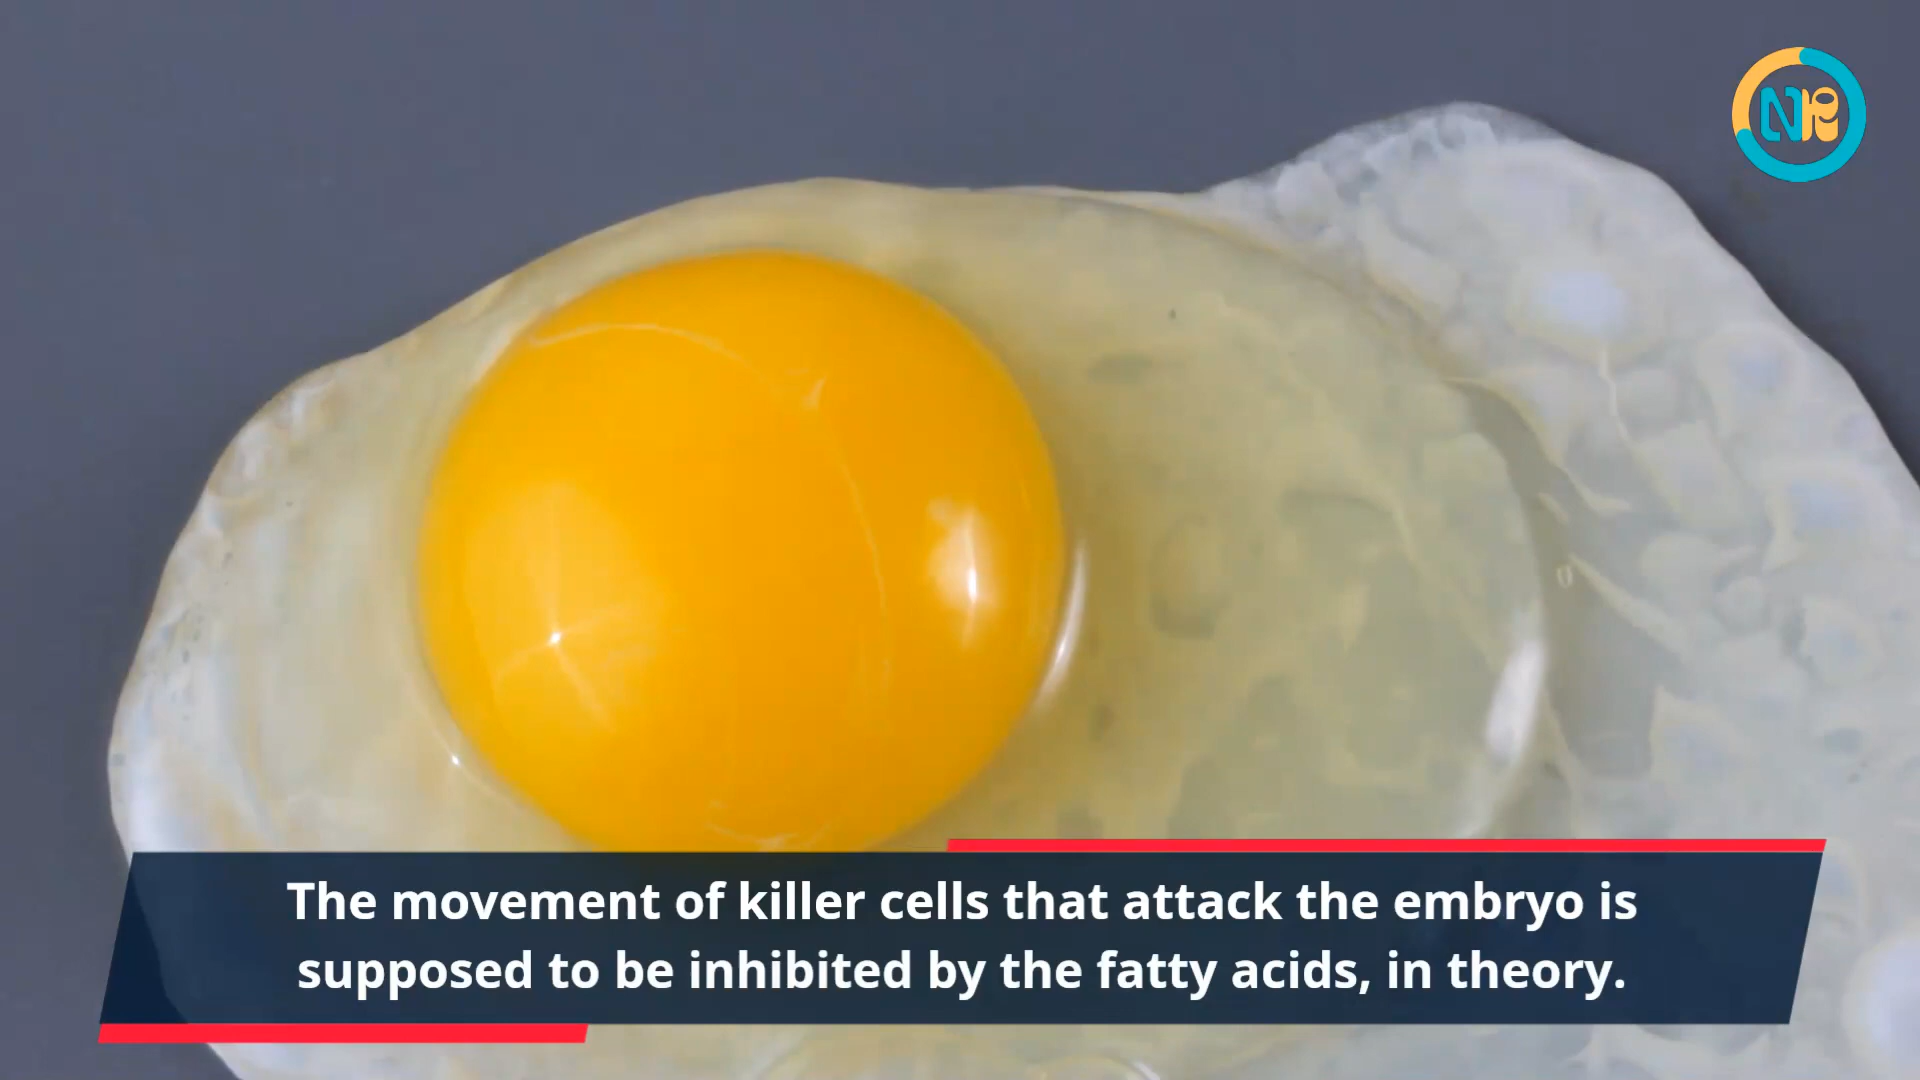 The movement of killer cells that attack the embryo is
supposed to be inhibited by the fatty acids, in theory.